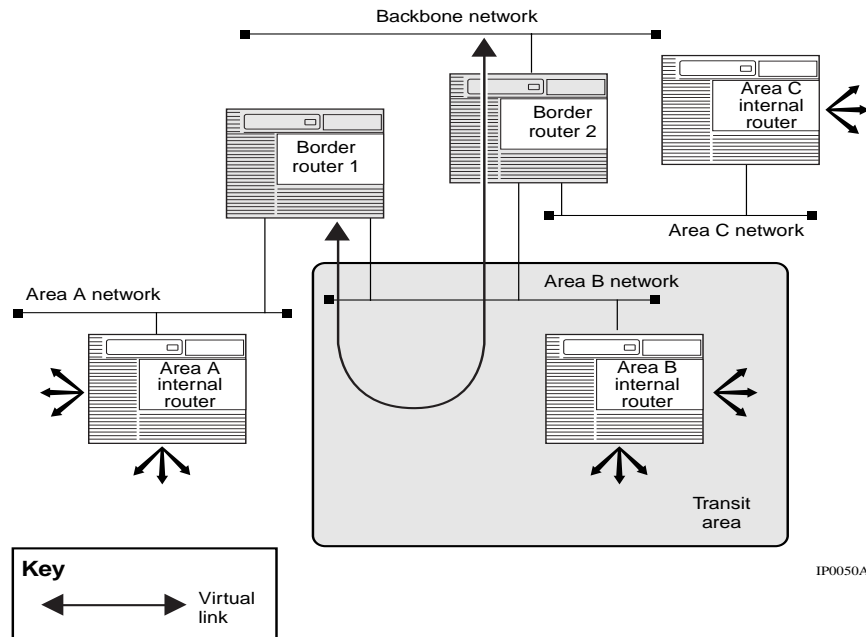 Backbone network
Border
router 1
Border
router 2
Area C
internal
router
Area C network
Area A network
Area B network
Area A
internal
router
Area B
internal
router
Transit
area
Key
Virtual
link
IP0050A